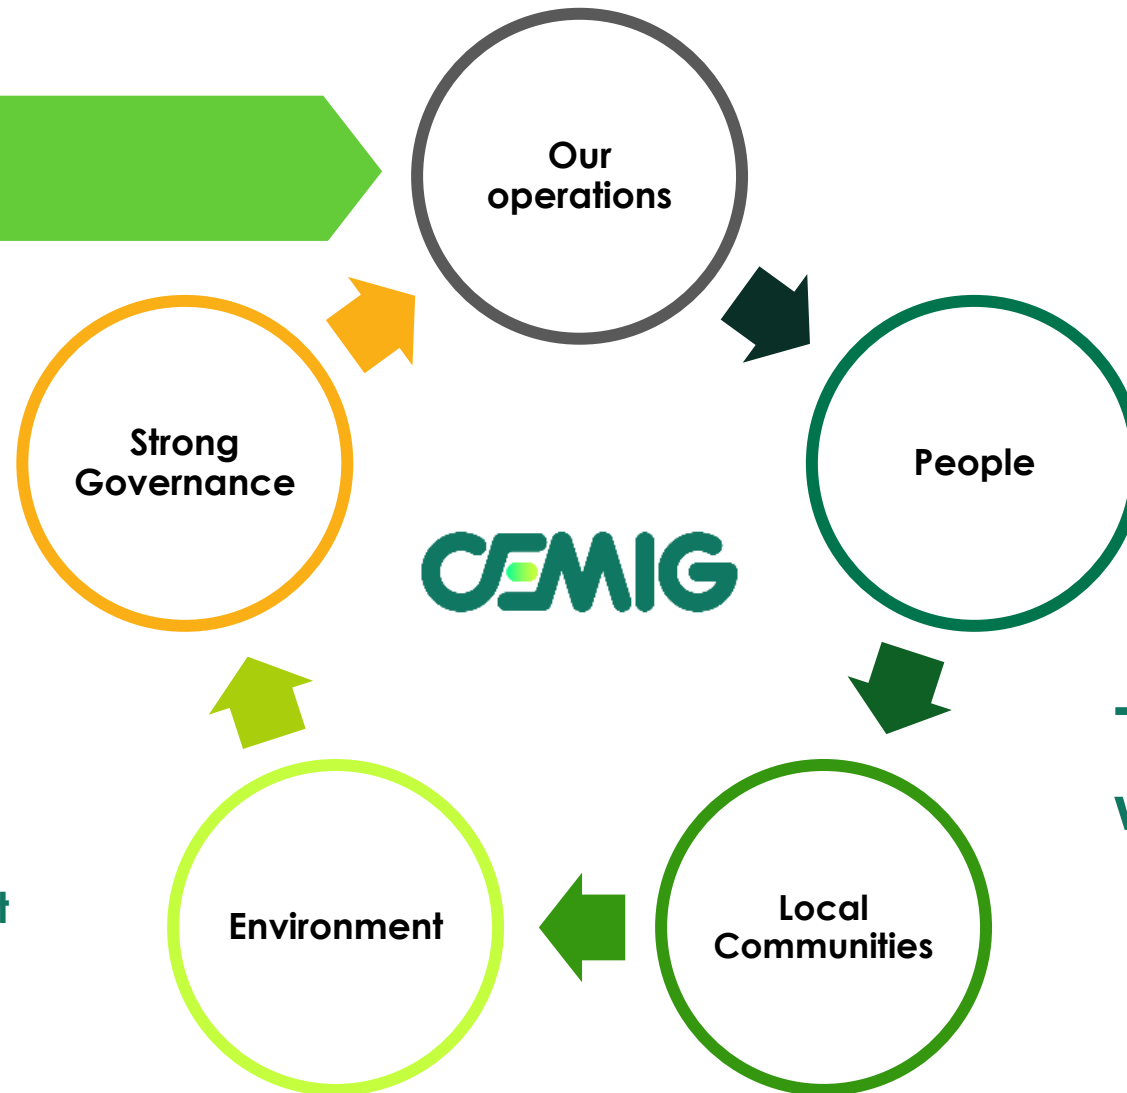 Our
operations
People
Local
Communities
Environment
Strong
Governance
CEMIG
t